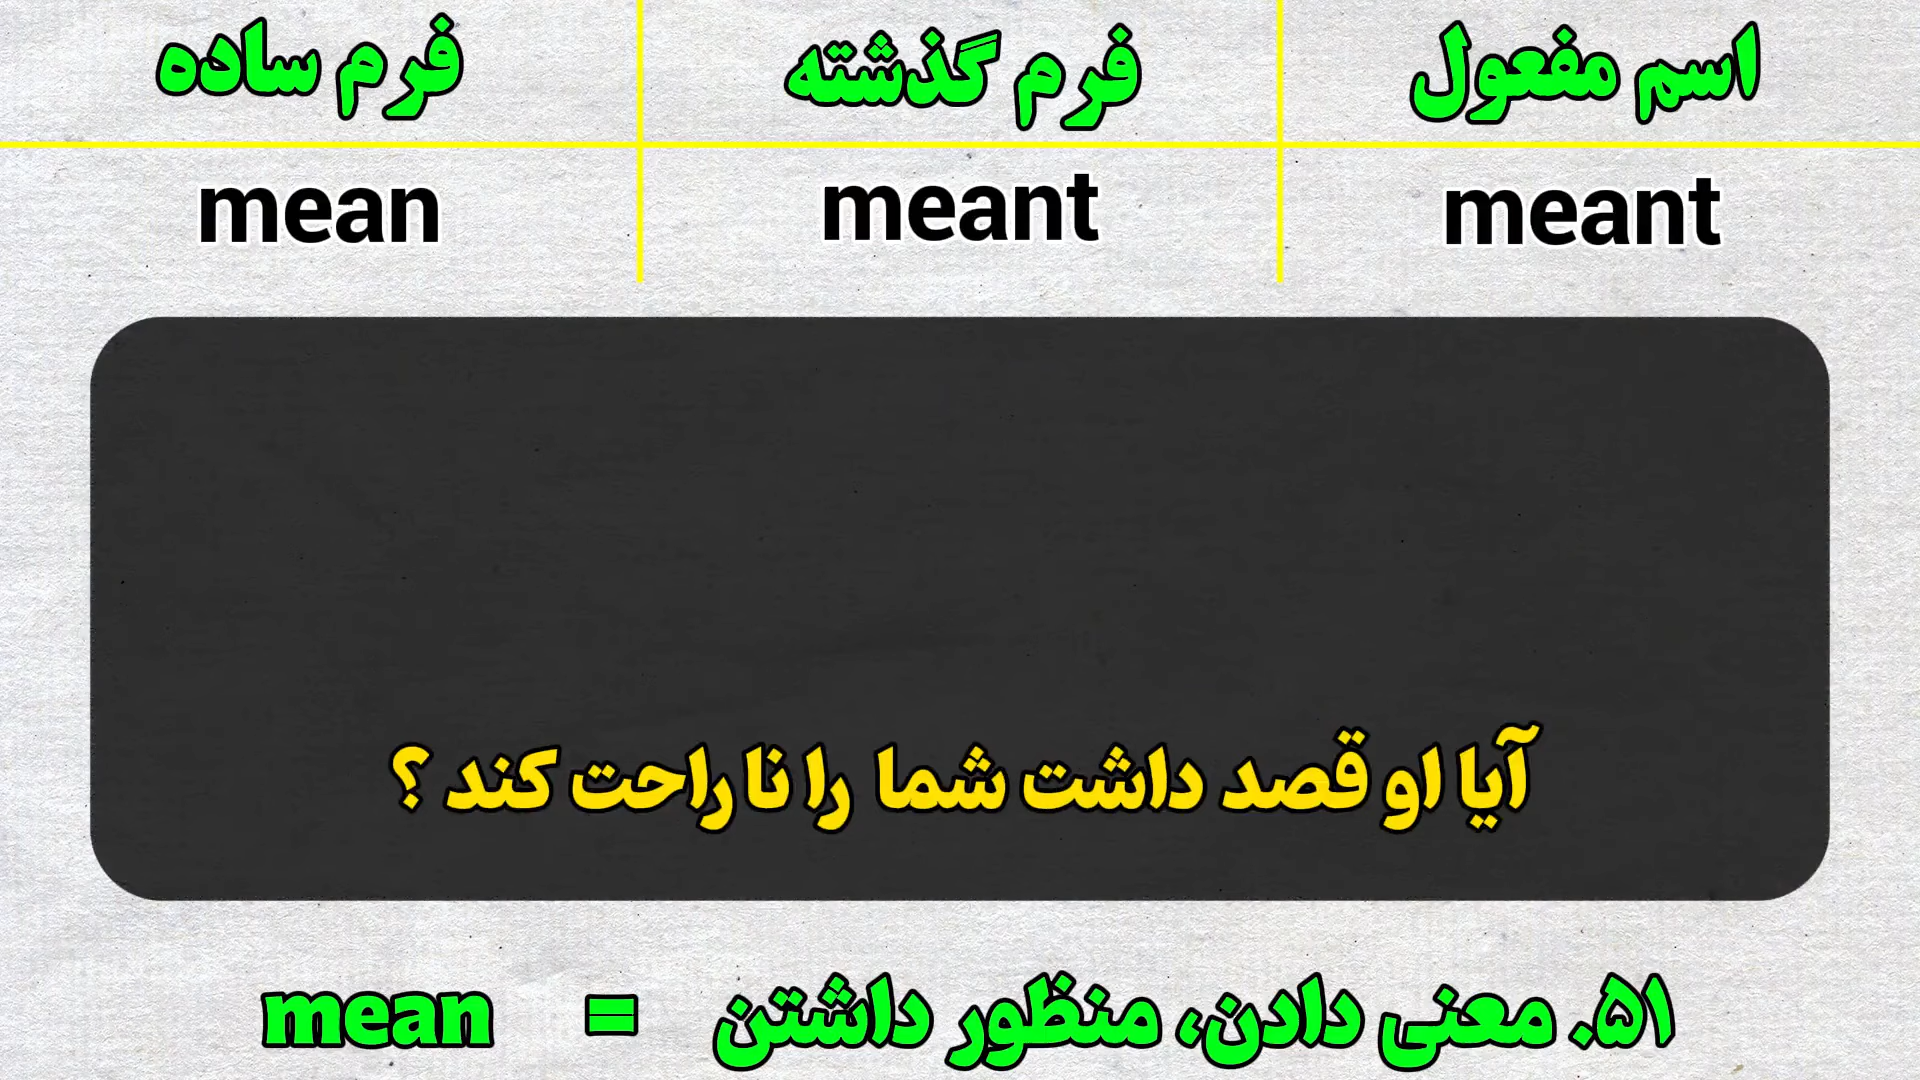 فرم ساده فرم گذشته اسم مفعول
mean meant meant
آیا او قصد داشت شما را نا راحت کند ؟
۵۱. معنی دادن، منظور داشتن = mean